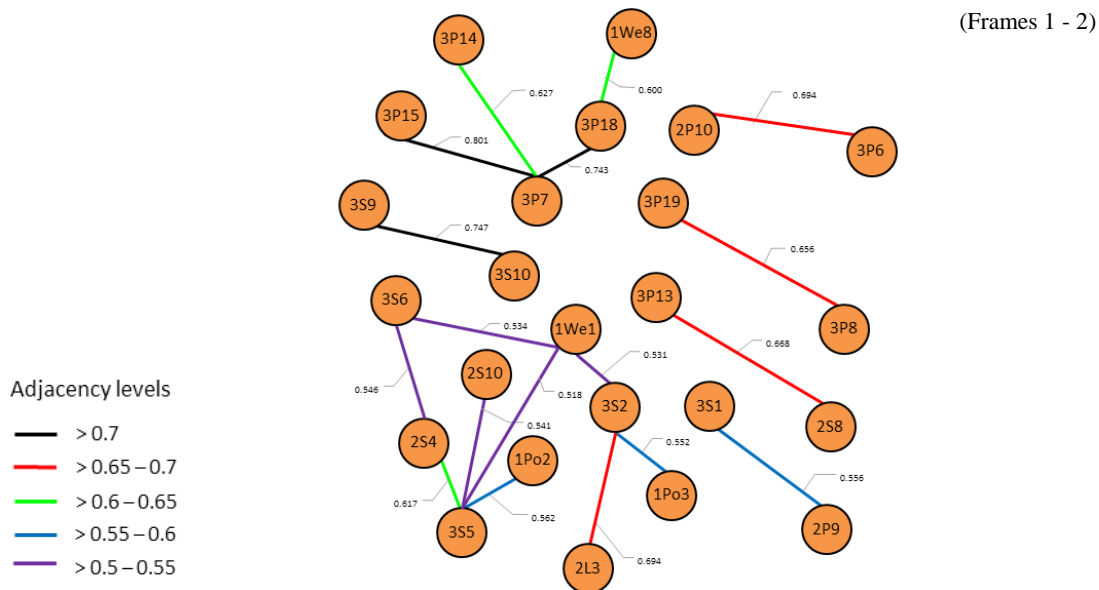 (Frames 1 - 2)
3P14
1We8
0.627
0.600
0.694
3P15
3P18
2P10
3P6
0.801
0.743
3P7
3S9
3P19
0.747
0.656
3S10
3S6
3P13
1We1
3P8
0.534
0.531
0.668
0.546
2S10
0.518
3S2
3S1
2S8
0.541
0.552
2S4
1Po2
0.556
1Po3
0.617
0.562
3S5
2P9
0.694
2L3
Adjacency levels
> 0.7
> 0.65 – 0.7
> 0.6 – 0.65
> 0.55 – 0.6
> 0.5 – 0.55